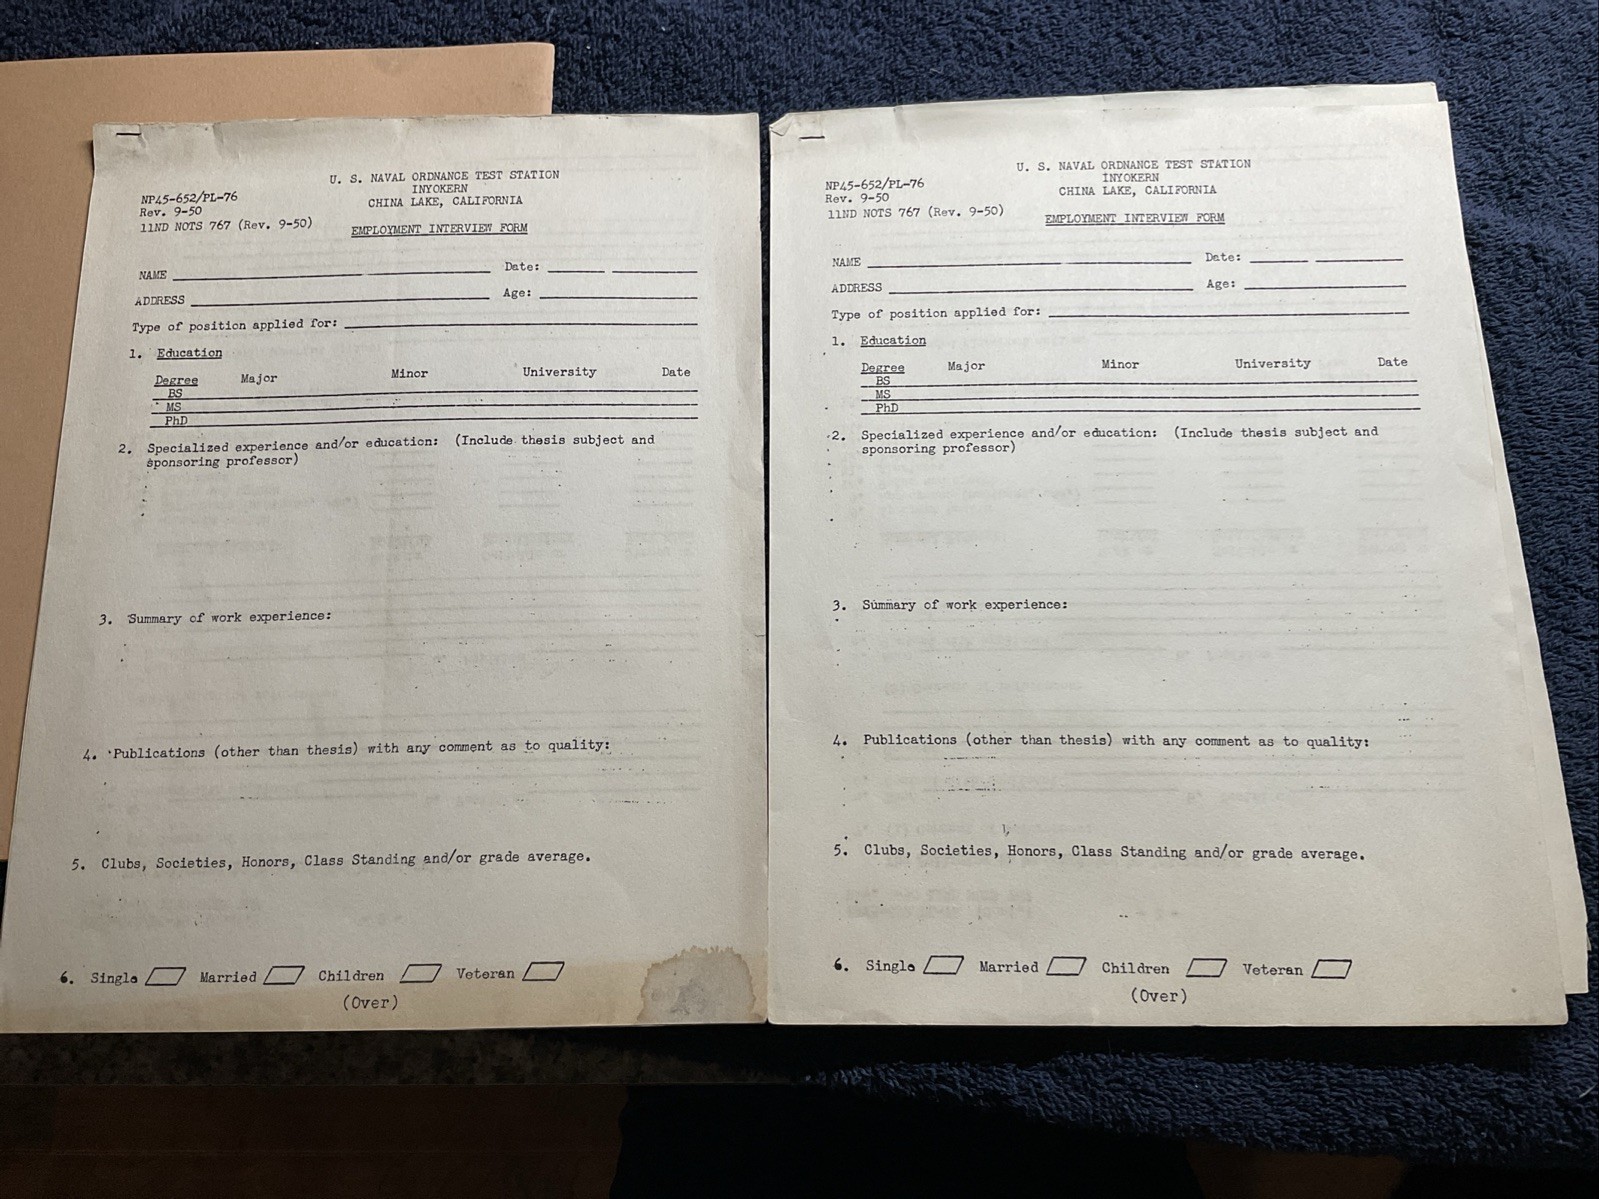 U. S. NAVAL ORDNANCE TEST STATION
INYOKERN
CHINA LAKE, CALIFORNIA
NP45-652/PL-76
Rev. 9-50
11ND NOTS 767 (Rev. 9-50)
EMPLOYMENT INTERVIEW FORM
NAME Date:
ADDRESS Age:
Type of position applied for:
1. Education
Degree Major Minor University Date
BS
MS
PhD
2. Specialized experience and/or education: (Include thesis subject and
sponsoring professor)
3. Summary of work experience:
4. Publications (other than thesis) with any comment as to quality:
5. Clubs, Societies, Honors, Class Standing and/or grade average.
6. Single Married Children Veteran
(Over)
U. S. NAVAL ORDNANCE TEST STATION
INYOKERN
CHINA LAKE, CALIFORNIA
NP45-652/PL-76
Rev. 9-50
11ND NOTS 767 (Rev. 9-50)
EMPLOYMENT INTERVIEW FORM
NAME Date:
ADDRESS Age:
Type of position applied for:
1. Education
Degree Major Minor University Date
BS
MS
PhD
2. Specialized experience and/or education: (Include thesis subject and
sponsoring professor)
3. Summary of work experience:
4. Publications (other than thesis) with any comment as to quality:
5. Clubs, Societies, Honors, Class Standing and/or grade average.
6. Single Married Children Veteran
(Over)